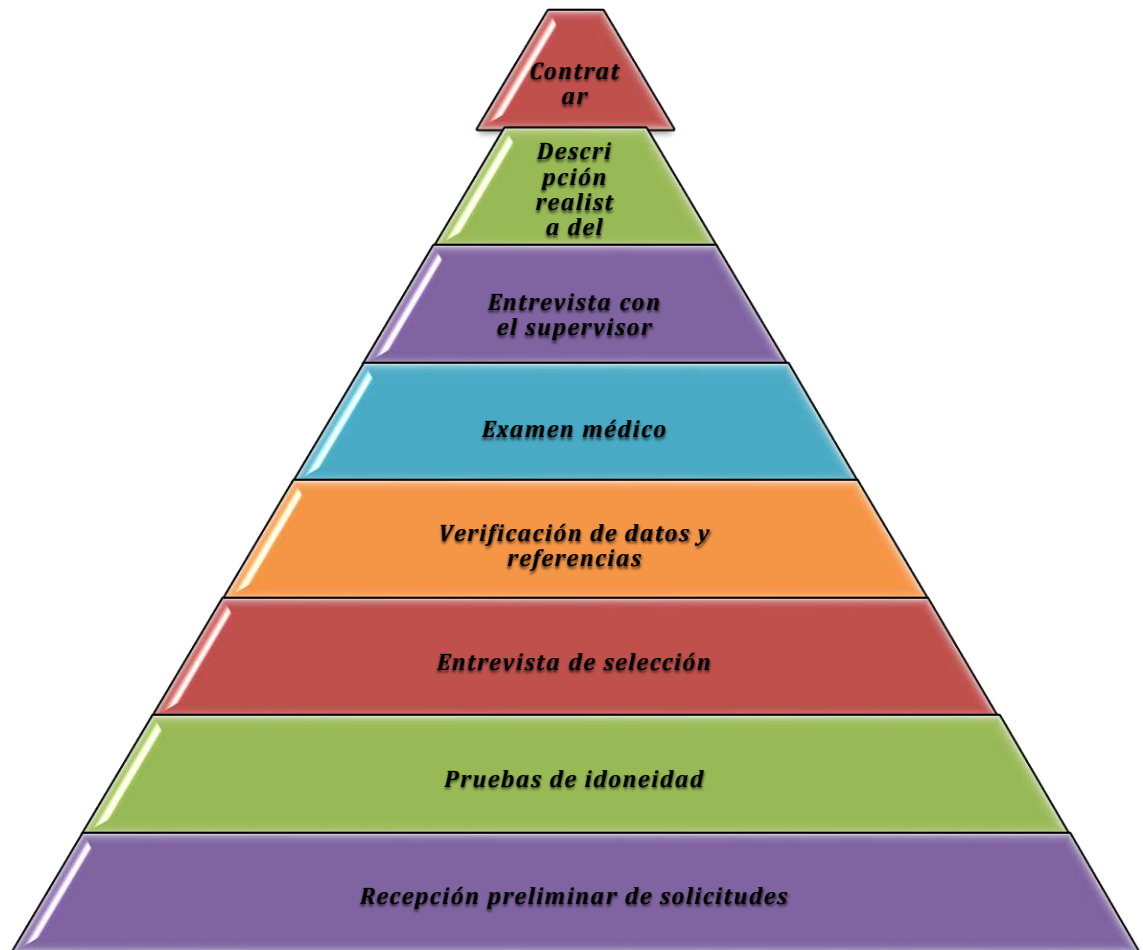 Contrat
ar
Descri
pción
realist
a del
Entrevista con
el supervisor
Examen médico
Verificación de datos y
referencias
Entrevista de selección
Pruebas de idoneidad
Recepción preliminar de solicitudes